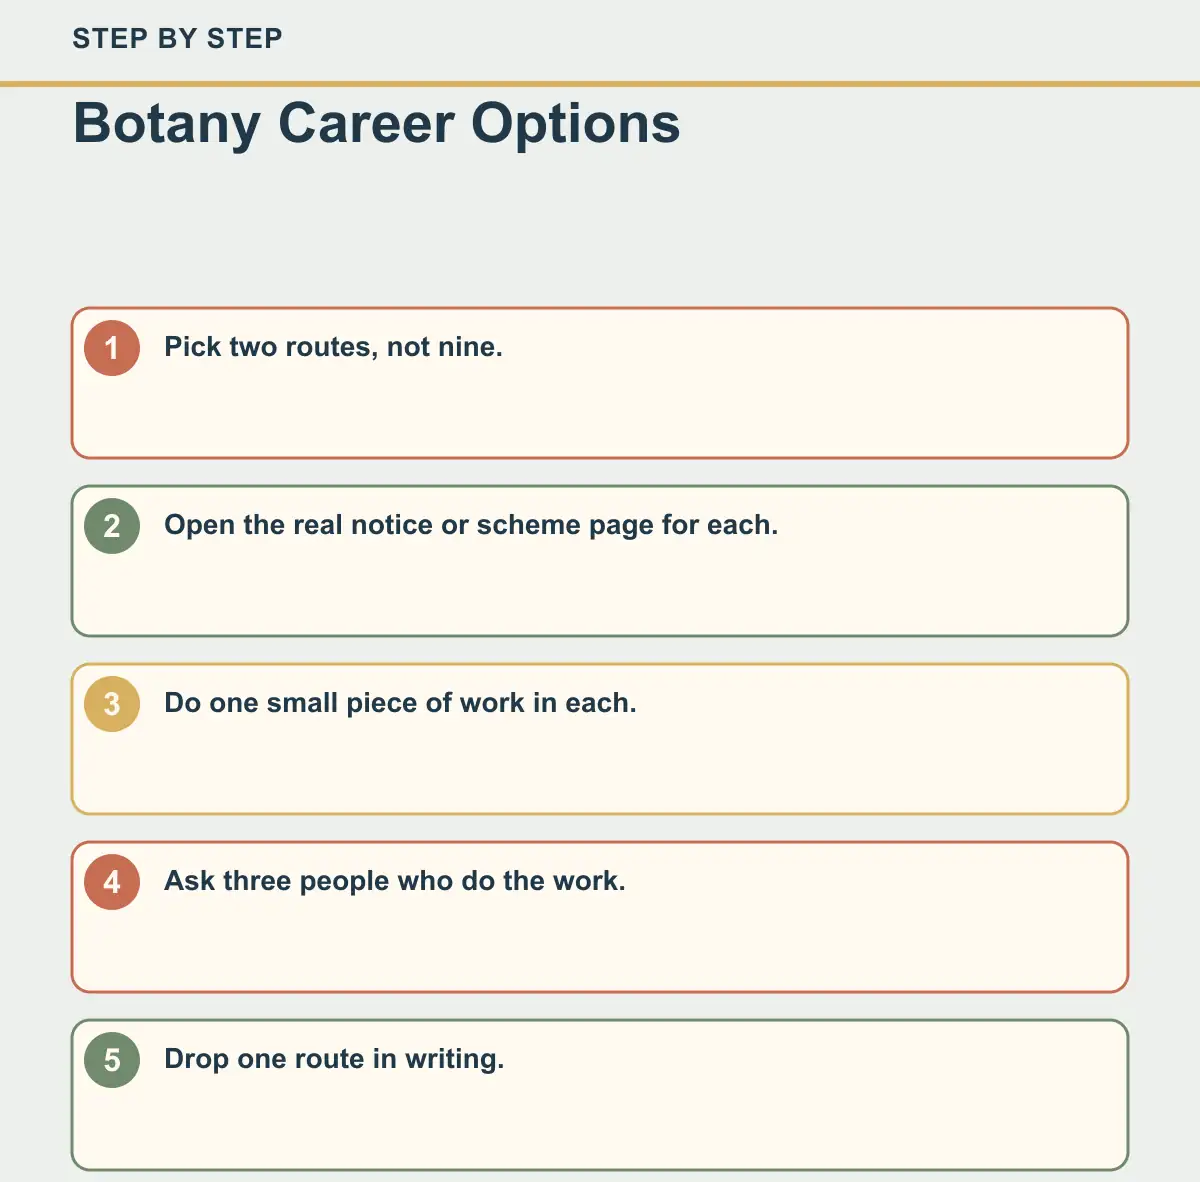 STEP BY STEP
Botany Career Options
1
Pick two routes, not nine.
2
Open the real notice or scheme page for each.
3
Do one small piece of work in each.
4
Ask three people who do the work.
5
Drop one route in writing.